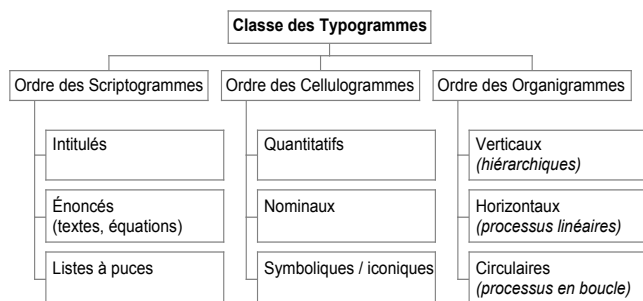 Classe des Typogrammes
Ordre des Scriptogrammes
Ordre des Cellulogrammes
Ordre des Organigrammes
Intitulés
Quantitatifs
Verticaux
(hiérarchiques)
Énoncés
(textes, équations)
Nominaux
Horizontaux
(processus linéaires)
Listes à puces
Symboliques / iconiques
Circulaires
(processus en boucle)